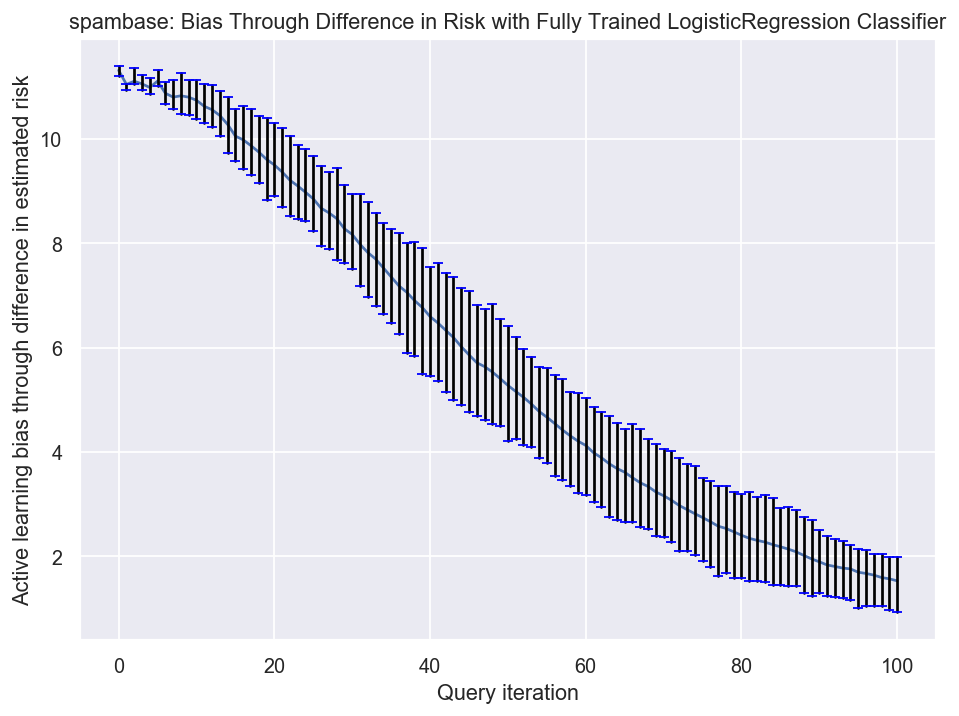 spambase: Bias Through Difference in Risk with Fully Trained LogisticRegression Classifier
Active learning bias through difference in estimated risk
10
8
6
4
2
0 20 40 60 80 100
Query iteration